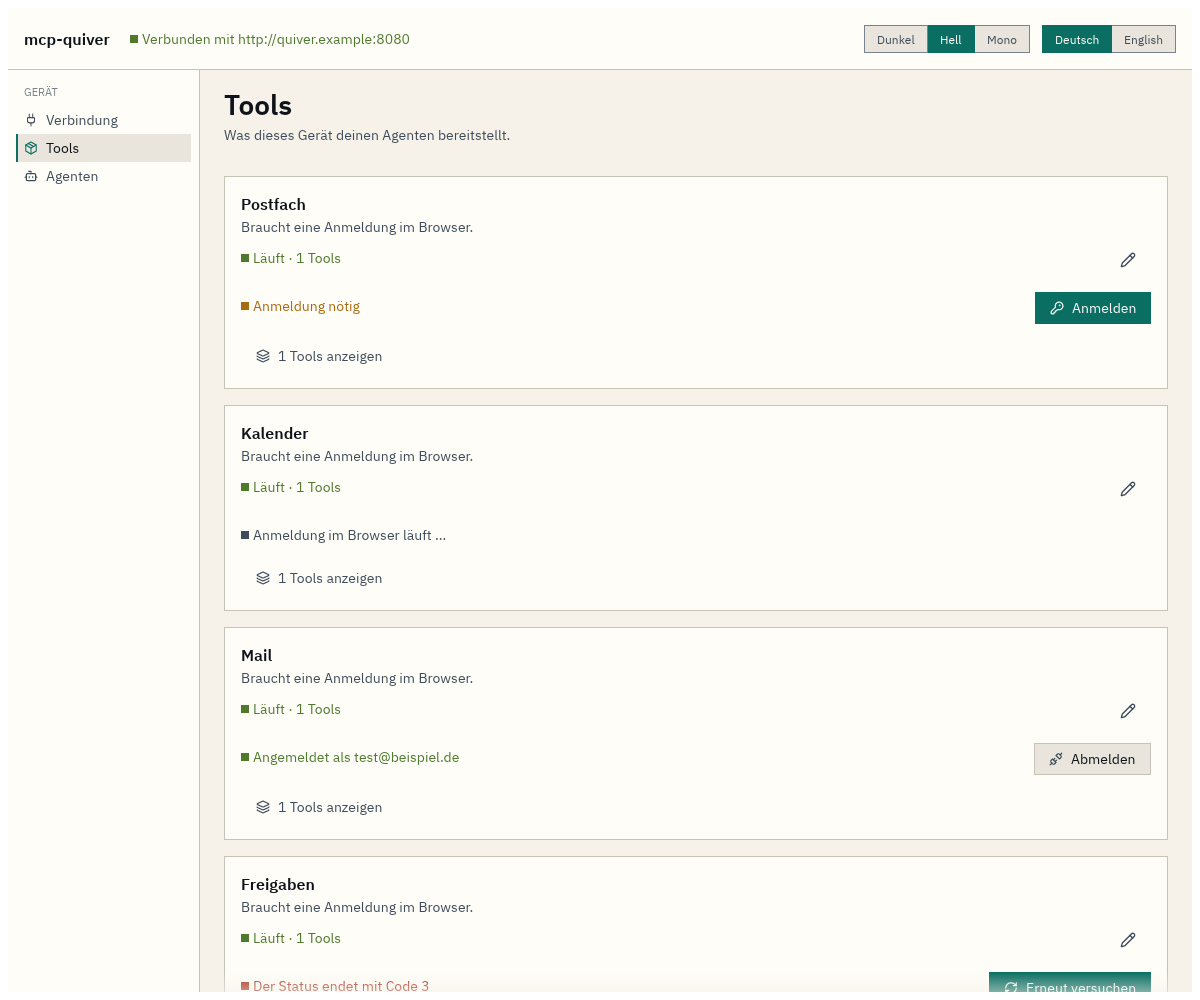 mcp-quiver
Verbunden mit http://quiver.example:8080
Dunkel
Hell
Mono
Deutsch
English
GERÄT
Verbindung
Tools
Agenten
Tools
Was dieses Gerät deinen Agenten bereitstellt.
Postfach
Braucht eine Anmeldung im Browser.
Läuft · 1 Tools
Anmeldung nötig
Anmelden
1 Tools anzeigen
Kalender
Braucht eine Anmeldung im Browser.
Läuft · 1 Tools
Anmeldung im Browser läuft …
1 Tools anzeigen
Mail
Braucht eine Anmeldung im Browser.
Läuft · 1 Tools
Angemeldet als test@beispiel.de
Abmelden
1 Tools anzeigen
Freigaben
Braucht eine Anmeldung im Browser.
Läuft · 1 Tools
Der Status endet mit Code 3
Erneut versuchen